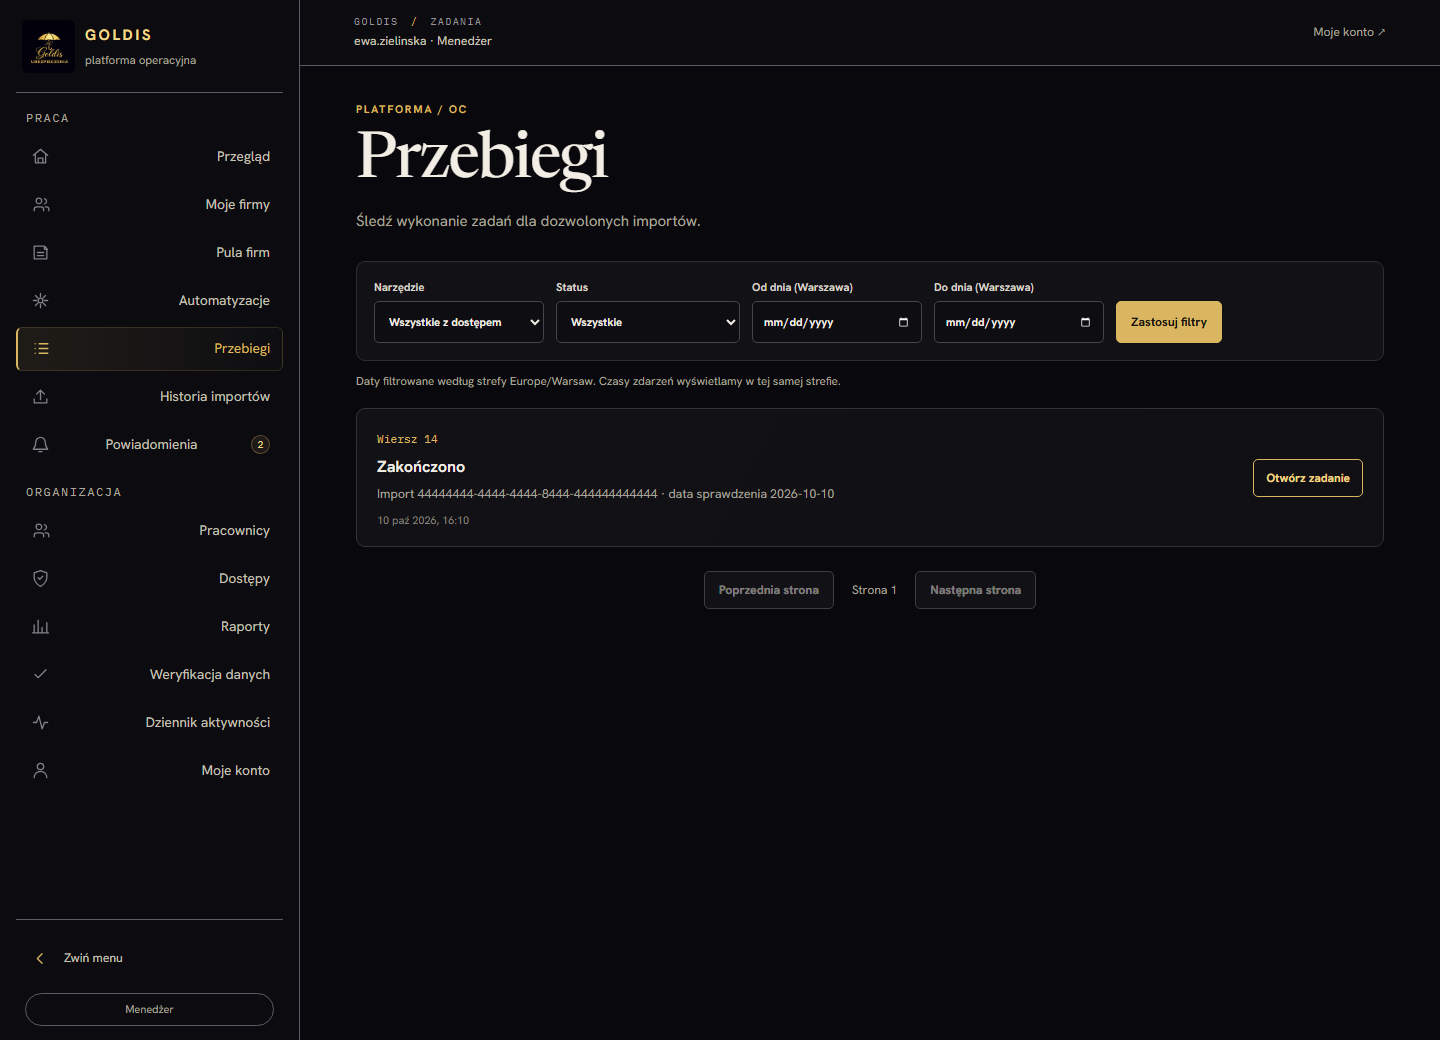 Goldis
UBEZPIECZENIA
GOLDIS
platforma operacyjna
PRACA
Przegląd
Moje firmy
Pula firm
Automatyzacje
Przebiegi
Historia importów
Powiadomienia 2
ORGANIZACJA
Pracownicy
Dostępy
Raporty
Weryfikacja danych
Dziennik aktywności
Moje konto
Zwiń menu
Menedżer
GOLDIS / ZADANIA
ewa.zielinska · Menedżer
Moje konto ↗
PLATFORMA / OC
Przebiegi
Śledź wykonanie zadań dla dozwolonych importów.
Narzędzie Status Od dnia (Warszawa) Do dnia (Warszawa)
Wszystkie z dostępem Wszystkie mm/dd/yyyy mm/dd/yyyy Zastosuj filtry
Daty filtrowane według strefy Europe/Warsaw. Czasy zdarzeń wyświetlamy w tej samej strefie.
Wiersz 14
Zakończono
Import 44444444-4444-4444-8444-444444444444 · data sprawdzenia 2026-10-10
10 paź 2026, 16:10
Otwórz zadanie
Poprzednia strona Strona 1 Następna strona